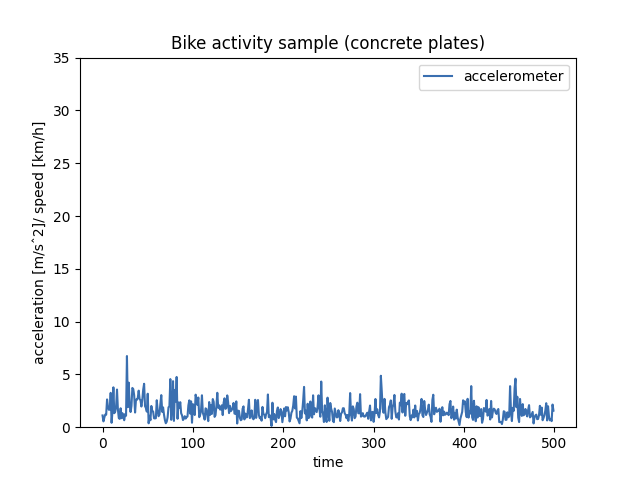 Bike activity sample (concrete plates)
accelerometer
35
30
25
20
15
10
5
0
acceleration [m/sˆ2]/ speed [km/h]
0 100 200 300 400 500
time